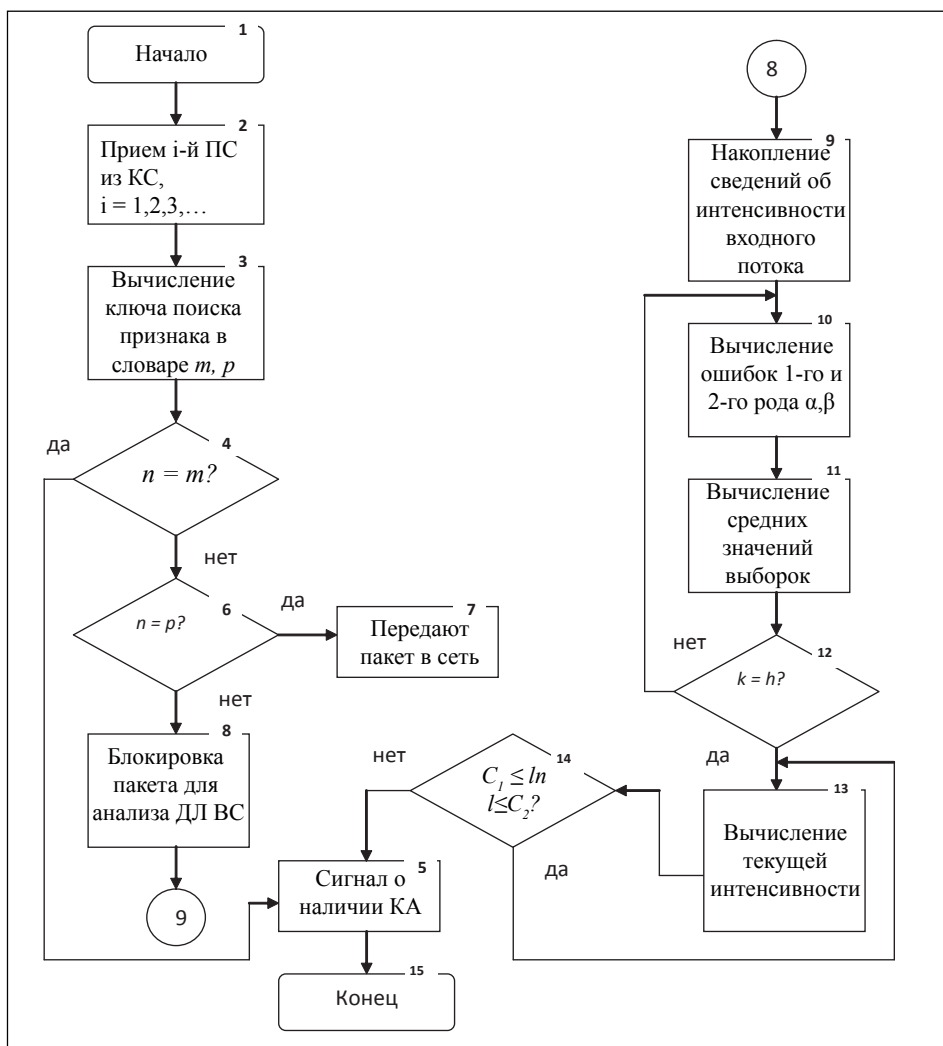 1
Начало
2
Прием i-й ПС
из КС,
i = 1,2,3,…
3
Вычисление
ключа поиска
признака в
словаре m, p
да
4
n = m?
нет
6
n = p?
да
7
Передают
пакет в сеть
нет
8
Блокировка
пакета для
анализа ДЛ ВС
9
8
9
Накопление
сведений об
интенсивности
входного
потока
10
Вычисление
ошибок 1-го и
2-го рода α,β
11
Вычисление
средних
значений
выборок
нет
12
k = h?
да
13
Вычисление
текущей
интенсивности
нет
14
C1 ≤ ln
l≤C2?
да
5
Сигнал о
наличии КА
15
Конец